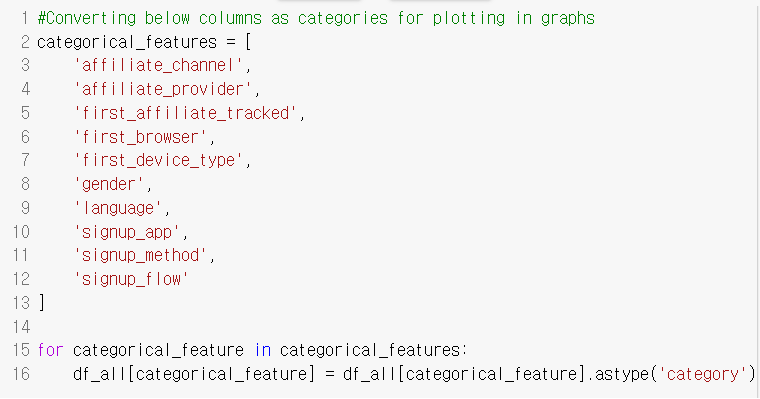 1 #Converting below columns as categories for plotting in graphs
2 categorical_features = [
3     'affiliate_channel',
4     'affiliate_provider',
5     'first_affiliate_tracked',
6     'first_browser',
7     'first_device_type',
8     'gender',
9     'language',
10     'signup_app',
11     'signup_method',
12     'signup_flow'
13 ]
14
15 for categorical_feature in categorical_features:
16     df_all[categorical_feature] = df_all[categorical_feature].astype('category')